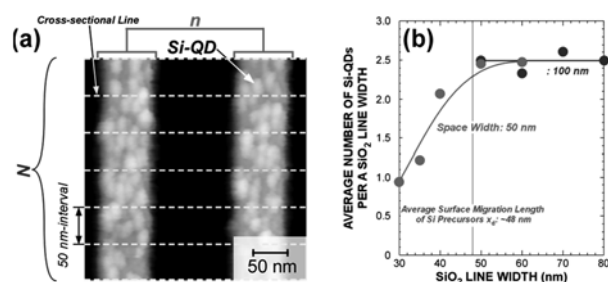 (a)
n
Cross-sectional Line
Si-QD
N
50 nm-interval
50 nm
(b)
AVERAGE NUMBER OF Si-QDs
PER A SiO₂ LINE WIDTH
3.0
2.5
2.0
1.5
1.0
0.5
0
: 100 nm
Space Width: 50 nm
Average Surface Migration Length
of Si Precursors xₑ: ~48 nm
30 40 50 60 70 80
SiO₂ LINE WIDTH (nm)